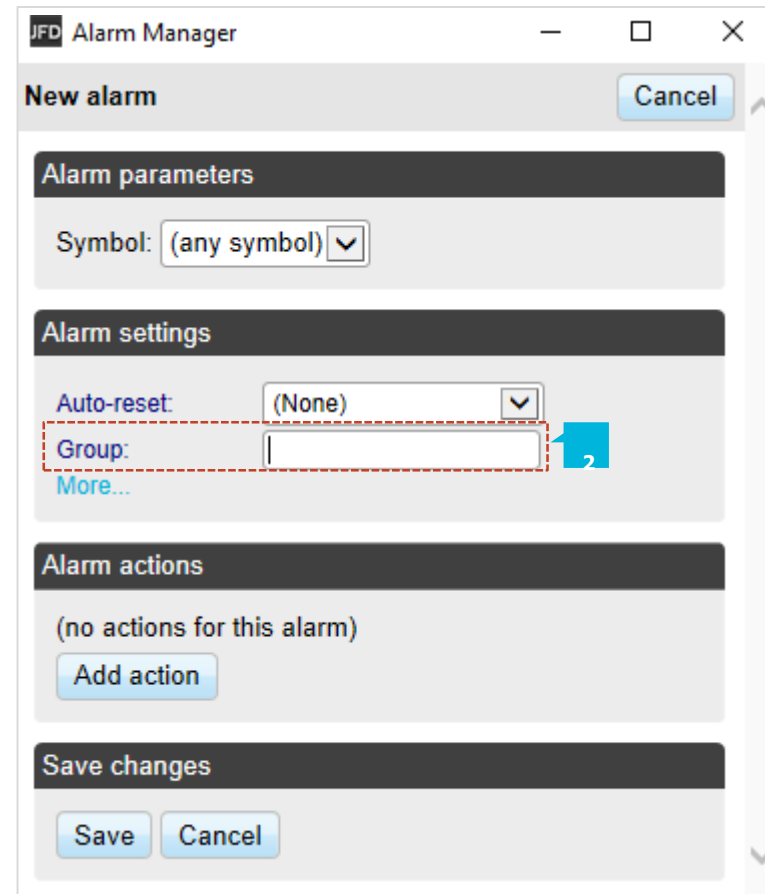 JFD Alarm Manager
New alarm Cancel
Alarm parameters
Symbol: (any symbol)
Alarm settings
Auto-reset: (None)
Group:
2
More...
Alarm actions
(no actions for this alarm)
Add action
Save changes
Save Cancel